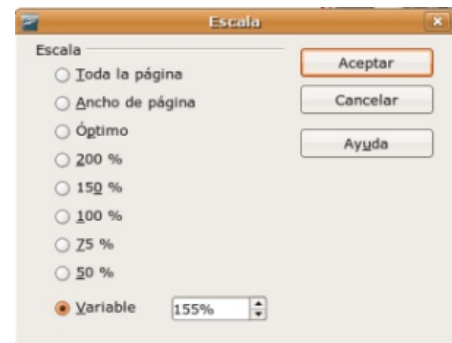 Escala
Escala
Toda la página
Ancho de página
Óptimo
200 %
150 %
100 %
75 %
50 %
Variable 155%
Aceptar
Cancelar
Ayuda